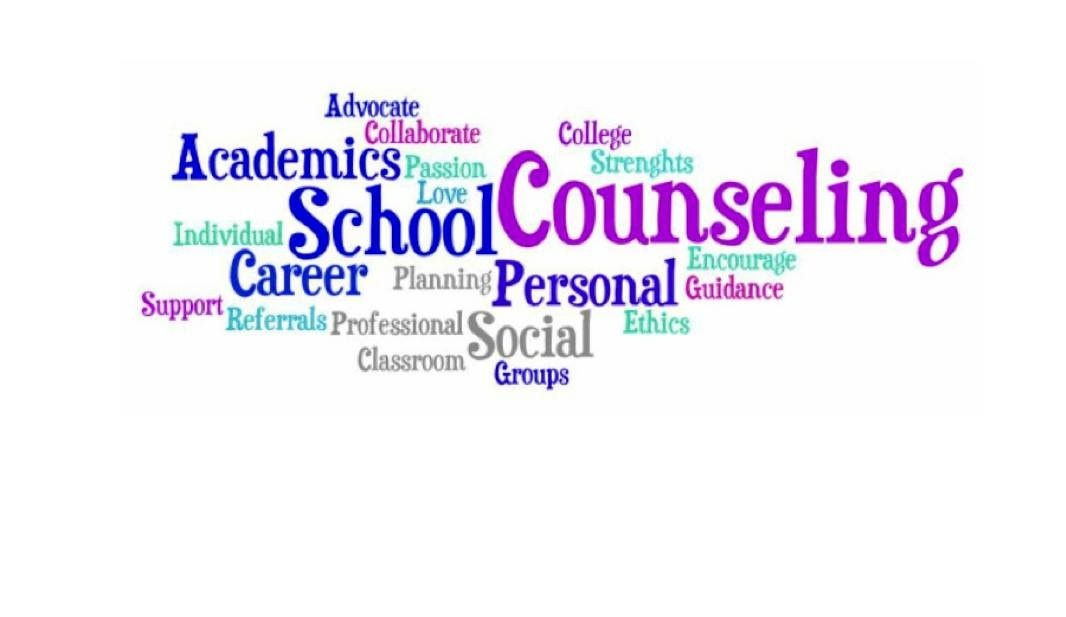 Advocate
Collaborate
College
Academics
Passion
Strenghts
Love
School
Counseling
Individual
Career
Planning
Personal
Encourage
Guidance
Support
Referrals
Professional
Social
Ethics
Classroom
Groups